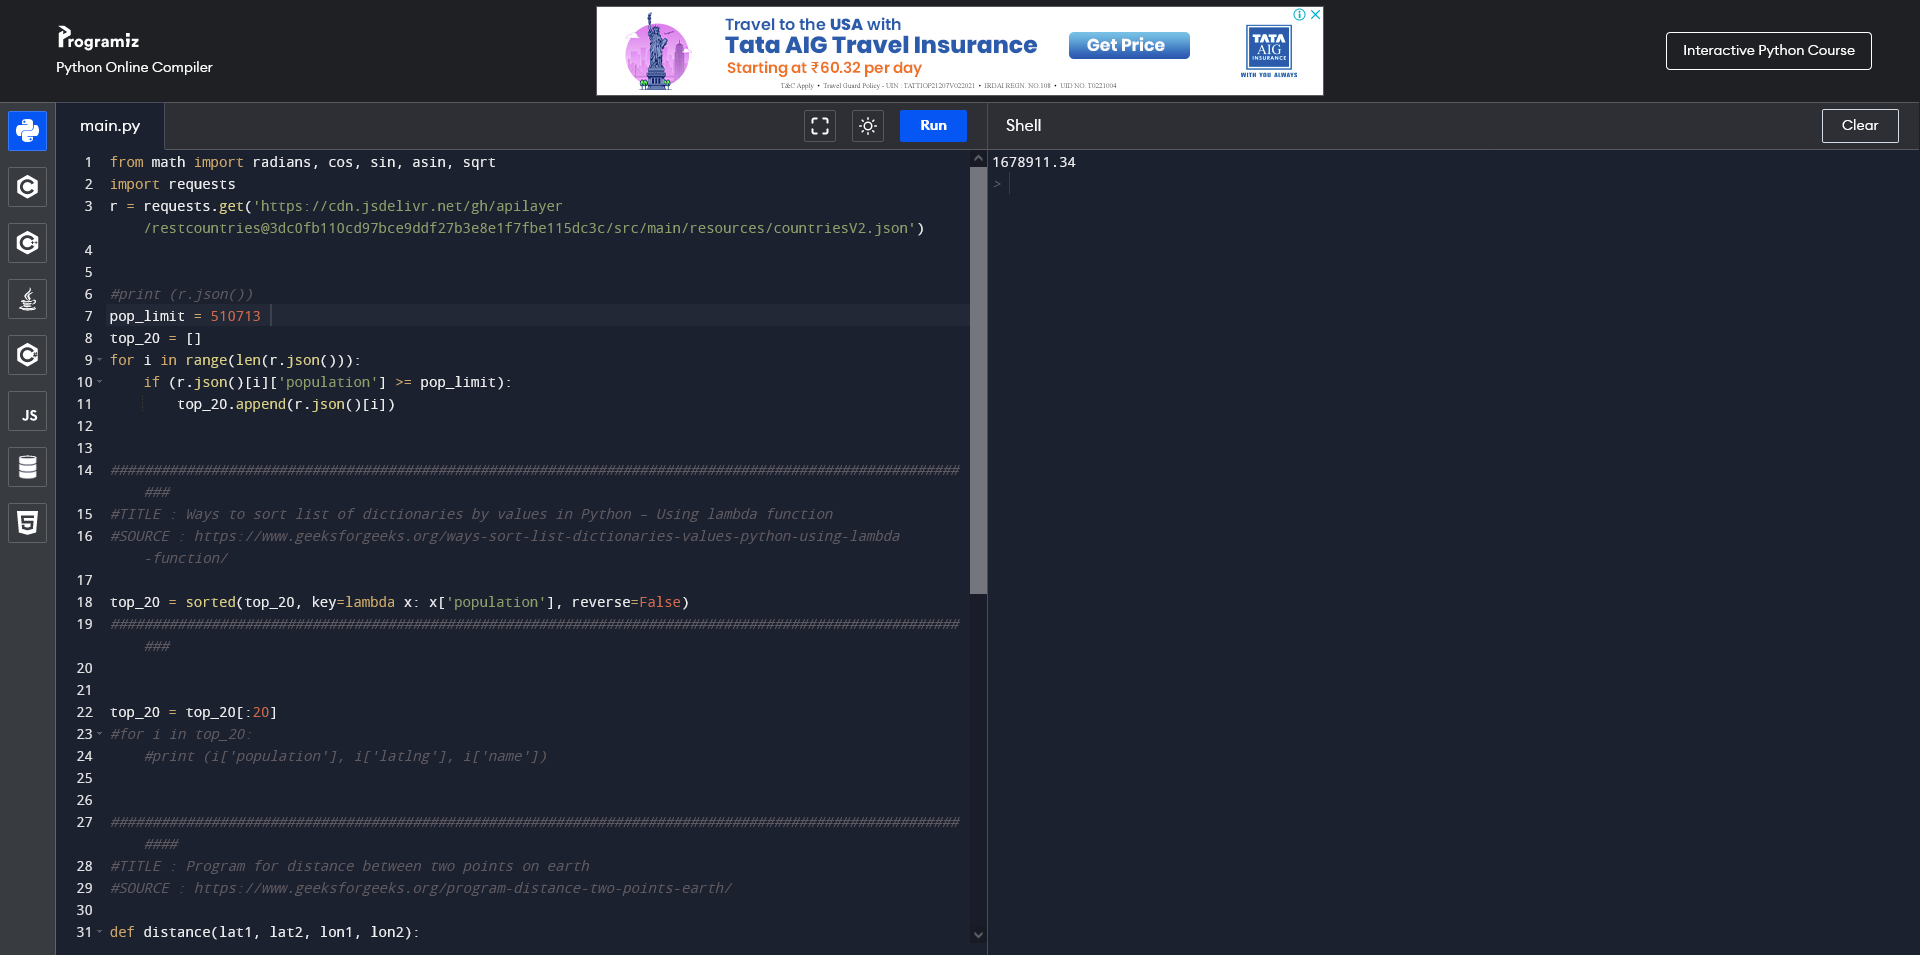 Programiz
Python Online Compiler
Travel to the USA with
Tata AIG Travel Insurance
Starting at ₹60.32 per day
Get Price
T&C Apply • Travel Guard Policy - UIN : TATTIOP21207V022021 • IRDAI REGN. NO.108 • UID NO: T0221004
TATA
AIG
INSURANCE
WITH YOU ALWAYS
Interactive Python Course
main.py
Run
Shell
Clear
1 from math import radians, cos, sin, asin, sqrt
2 import requests
3 r = requests.get('https://cdn.jsdelivr.net/gh/apilayer
/restcountries@3dc0fb110cd97bce9ddf27b3e8e1f7fbe115dc3c/src/main/resources/countriesV2.json')
4
5
6 #print (r.json())
7 pop_limit = 510713
8 top_20 = []
9 for i in range(len(r.json())):
10 if (r.json()[i]['population'] >= pop_limit):
11 top_20.append(r.json()[i])
12
13
14 #####################################################################################################
###
15 #TITLE : Ways to sort list of dictionaries by values in Python – Using lambda function
16 #SOURCE : https://www.geeksforgeeks.org/ways-sort-list-dictionaries-values-python-using-lambda
-function/
17
18 top_20 = sorted(top_20, key=lambda x: x['population'], reverse=False)
19 #####################################################################################################
###
20
21
22 top_20 = top_20[:20]
23 #for i in top_20:
24 #print (i['population'], i['latlng'], i['name'])
25
26
27 #####################################################################################################
####
28 #TITLE : Program for distance between two points on earth
29 #SOURCE : https://www.geeksforgeeks.org/program-distance-two-points-earth/
30
31 def distance(lat1, lat2, lon1, lon2):
1678911.34
>
JS